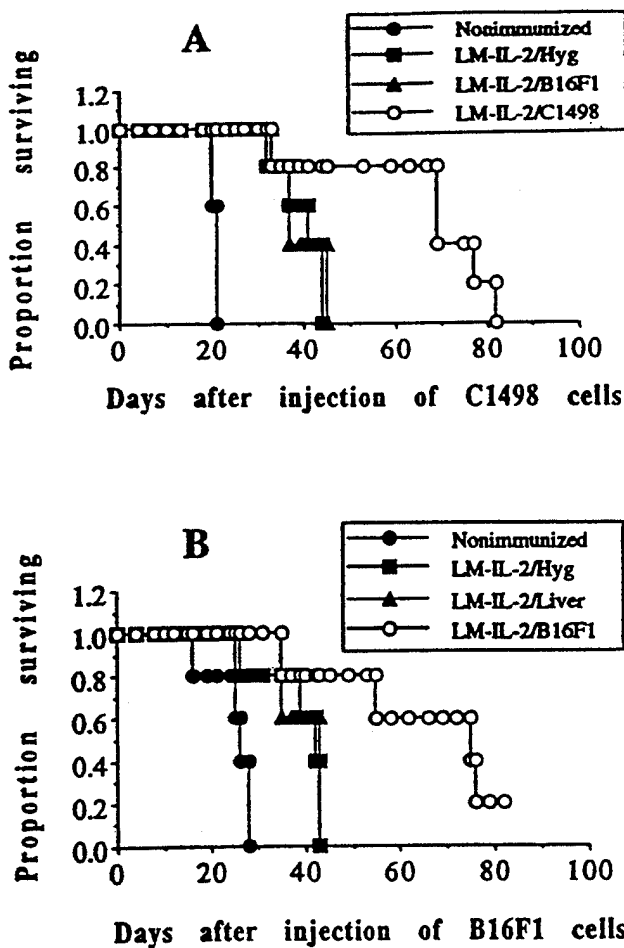 A
Nonimmunized
LM-IL-2/Hyg
LM-IL-2/B16F1
LM-IL-2/C1498
Proportion surviving
1.2
1.0
0.8
0.6
0.4
0.2
0.0
0 20 40 60 80 100
Days after injection of C1498 cells
B
Nonimmunized
LM-IL-2/Hyg
LM-IL-2/Liver
LM-IL-2/B16F1
Proportion surviving
1.2
1.0
0.8
0.6
0.4
0.2
0.0
0 20 40 60 80 100
Days after injection of B16F1 cells